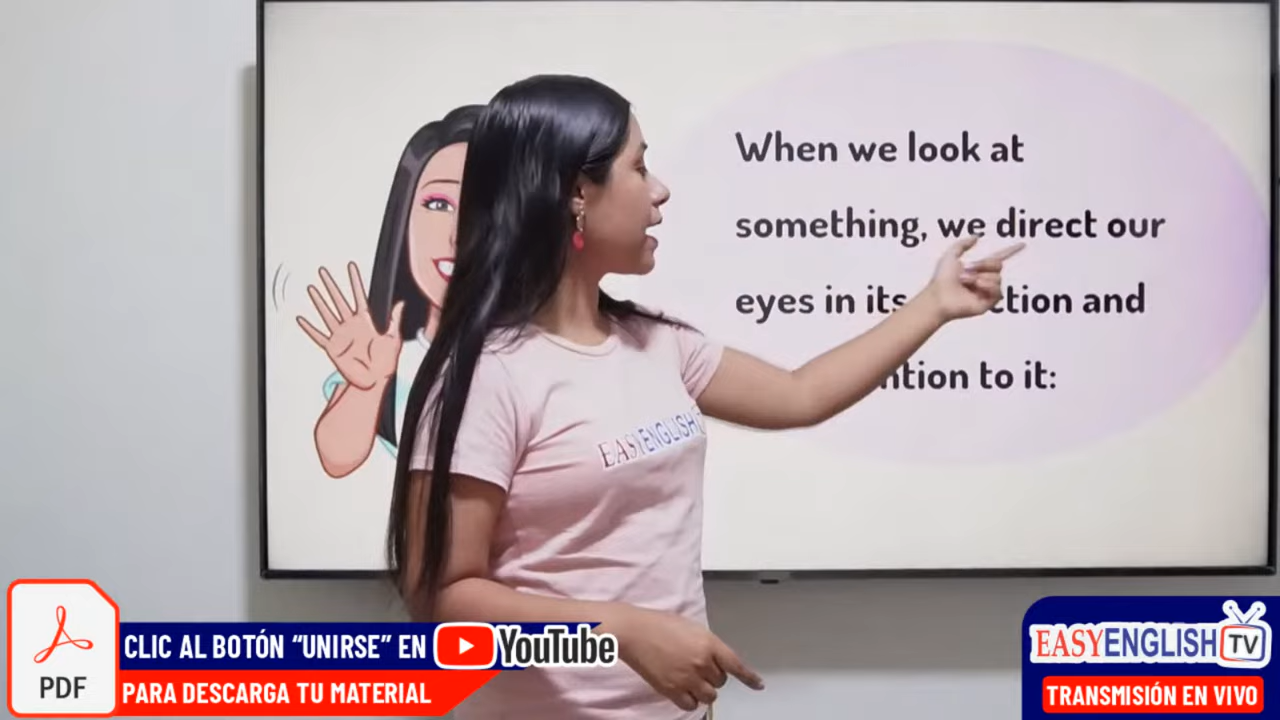 When we look at
something, we direct our
eyes in its and
to it:
EASYENGLISH
PDF
CLIC AL BOTÓN “UNIRSE” EN YouTube
PARA DESCARGA TU MATERIAL
EASYENGLISH TV
TRANSMISIÓN EN VIVO